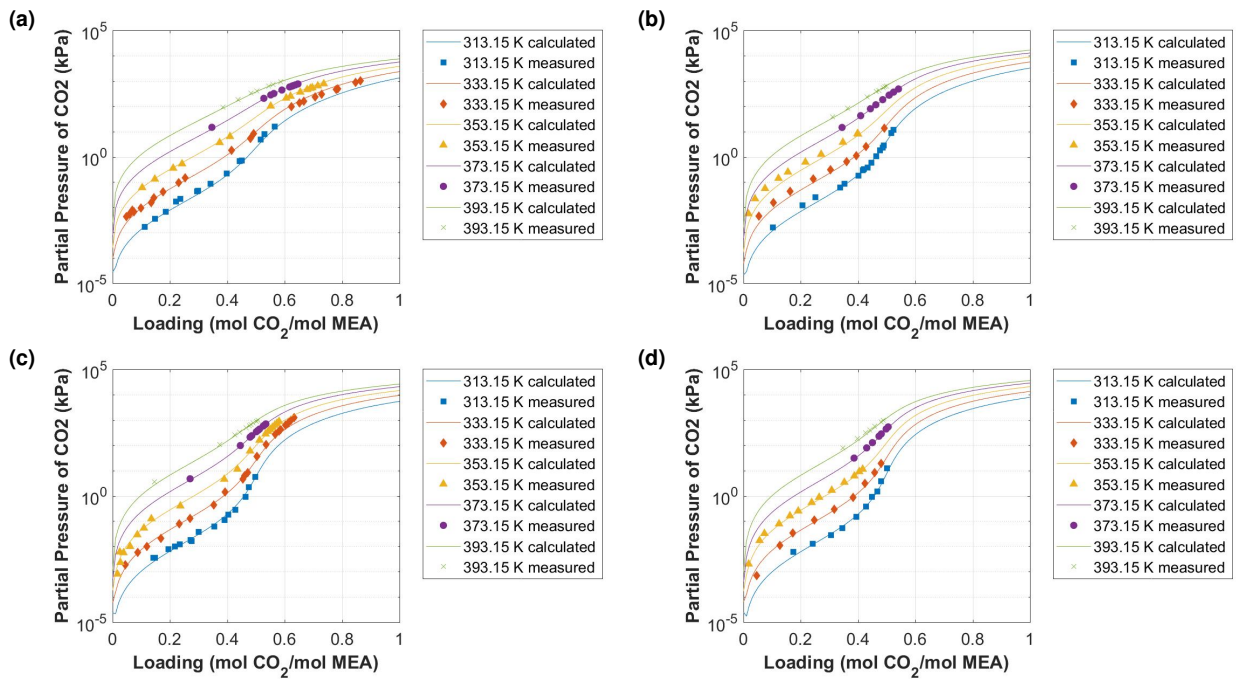 (a)
Partial Pressure of CO2 (kPa)
10^5
10^0
10^-5
0 0.2 0.4 0.6 0.8 1
Loading (mol CO_2/mol MEA)
313.15 K calculated
313.15 K measured
333.15 K calculated
333.15 K measured
353.15 K calculated
353.15 K measured
373.15 K calculated
373.15 K measured
393.15 K calculated
393.15 K measured
(b)
Partial Pressure of CO2 (kPa)
10^5
10^0
10^-5
0 0.2 0.4 0.6 0.8 1
Loading (mol CO_2/mol MEA)
313.15 K calculated
313.15 K measured
333.15 K calculated
333.15 K measured
353.15 K calculated
353.15 K measured
373.15 K calculated
373.15 K measured
393.15 K calculated
393.15 K measured
(c)
Partial Pressure of CO2 (kPa)
10^5
10^0
10^-5
0 0.2 0.4 0.6 0.8 1
Loading (mol CO_2/mol MEA)
313.15 K calculated
313.15 K measured
333.15 K calculated
333.15 K measured
353.15 K calculated
353.15 K measured
373.15 K calculated
373.15 K measured
393.15 K calculated
393.15 K measured
(d)
Partial Pressure of CO2 (kPa)
10^5
10^0
10^-5
0 0.2 0.4 0.6 0.8 1
Loading (mol CO_2/mol MEA)
313.15 K calculated
313.15 K measured
333.15 K calculated
333.15 K measured
353.15 K calculated
353.15 K measured
373.15 K calculated
373.15 K measured
393.15 K calculated
393.15 K measured